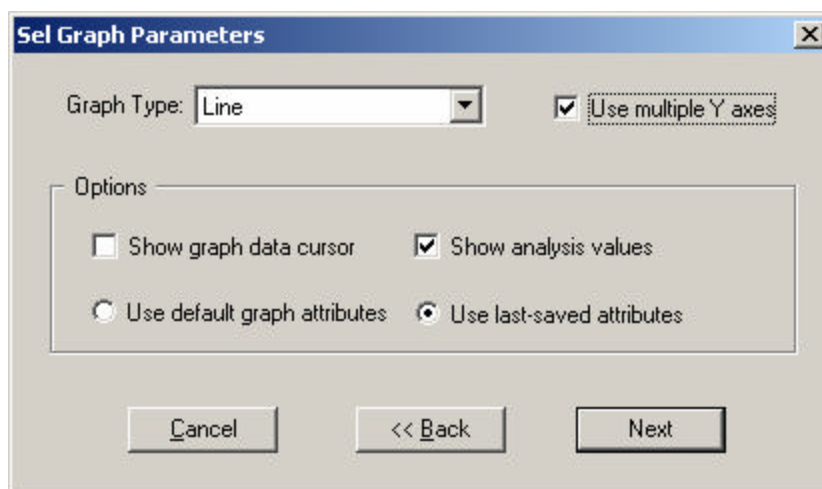 Sel Graph Parameters
Graph Type: Line
Use multiple Y axes
Options
Show graph data cursor
Show analysis values
Use default graph attributes
Use last-saved attributes
Cancel
<< Back
Next